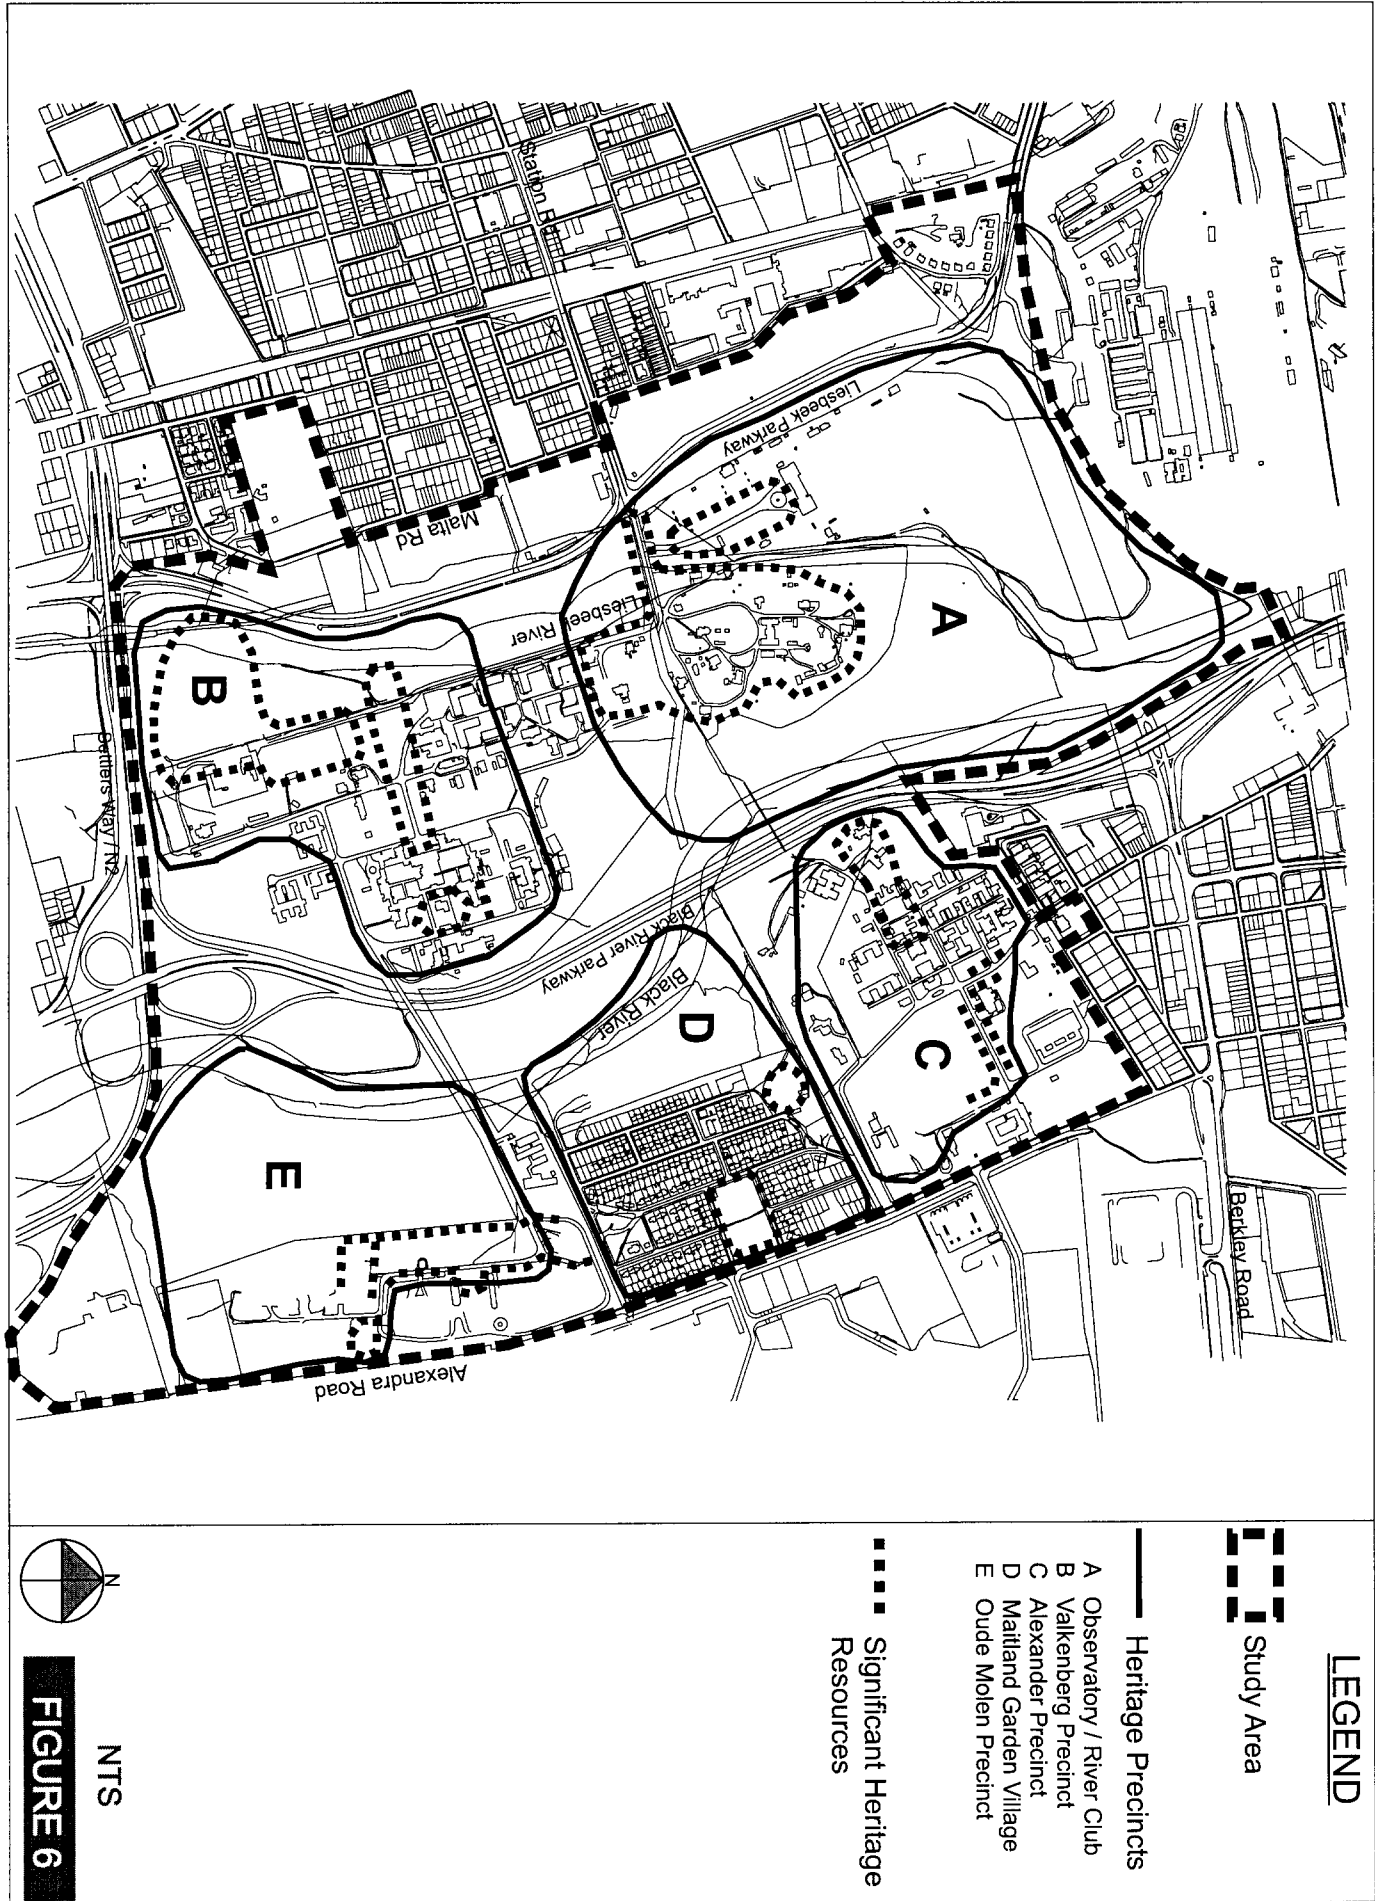 Station R
Liesbeek Parkway
Malta Rd
Liesbeek River
Settlers Way / N2
Black River Parkway
Black River
Berkley Road
Alexandra Road
A
B
C
D
E
LEGEND
Study Area
Heritage Precincts
A Observatory / River Club
B Valkenberg Precinct
C Alexander Precinct
D Maitland Garden Village
E Oude Molen Precinct
Significant Heritage
Resources
N
NTS
FIGURE 6